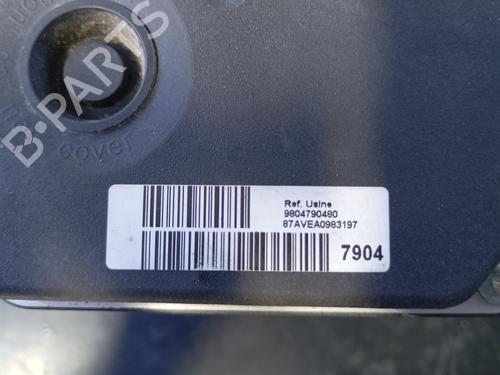 cover
B-PARTS
Ref. Usine
9804790480
87AVEA0983197
7904